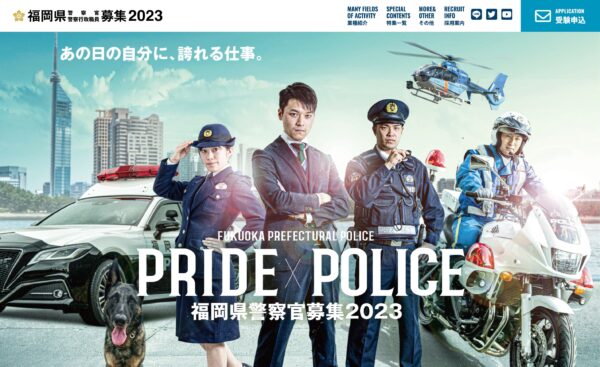 福岡県 警察官 警察行政職員 募集2023
MANY FIELDS OF ACTIVITY
業種紹介
SPECIAL CONTENTS
特集一覧
MORE& OTHER
その他
RECRUIT INFO
採用案内
APPLICATION
受験申込
あの日の自分に、誇れる仕事。
FUKUOKA PREFECTURAL POLICE
PRIDE × POLICE
福岡県警察官募集2023